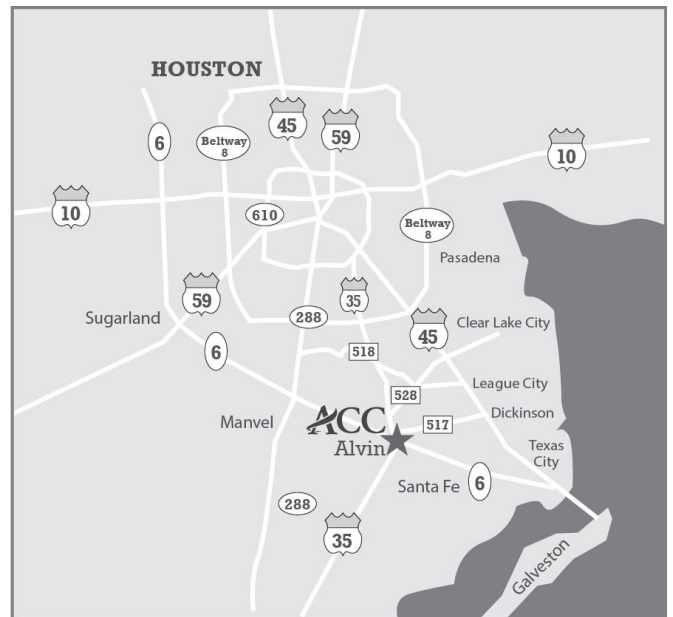 HOUSTON
45
59
6
Beltway
8
10
10
610
Beltway
8
Pasadena
59
35
Sugarland
288
Clear Lake City
45
6
518
League City
528
Dickinson
Manvel
ACC
517
Alvin
Texas
City
Santa Fe
6
288
35
Galveston